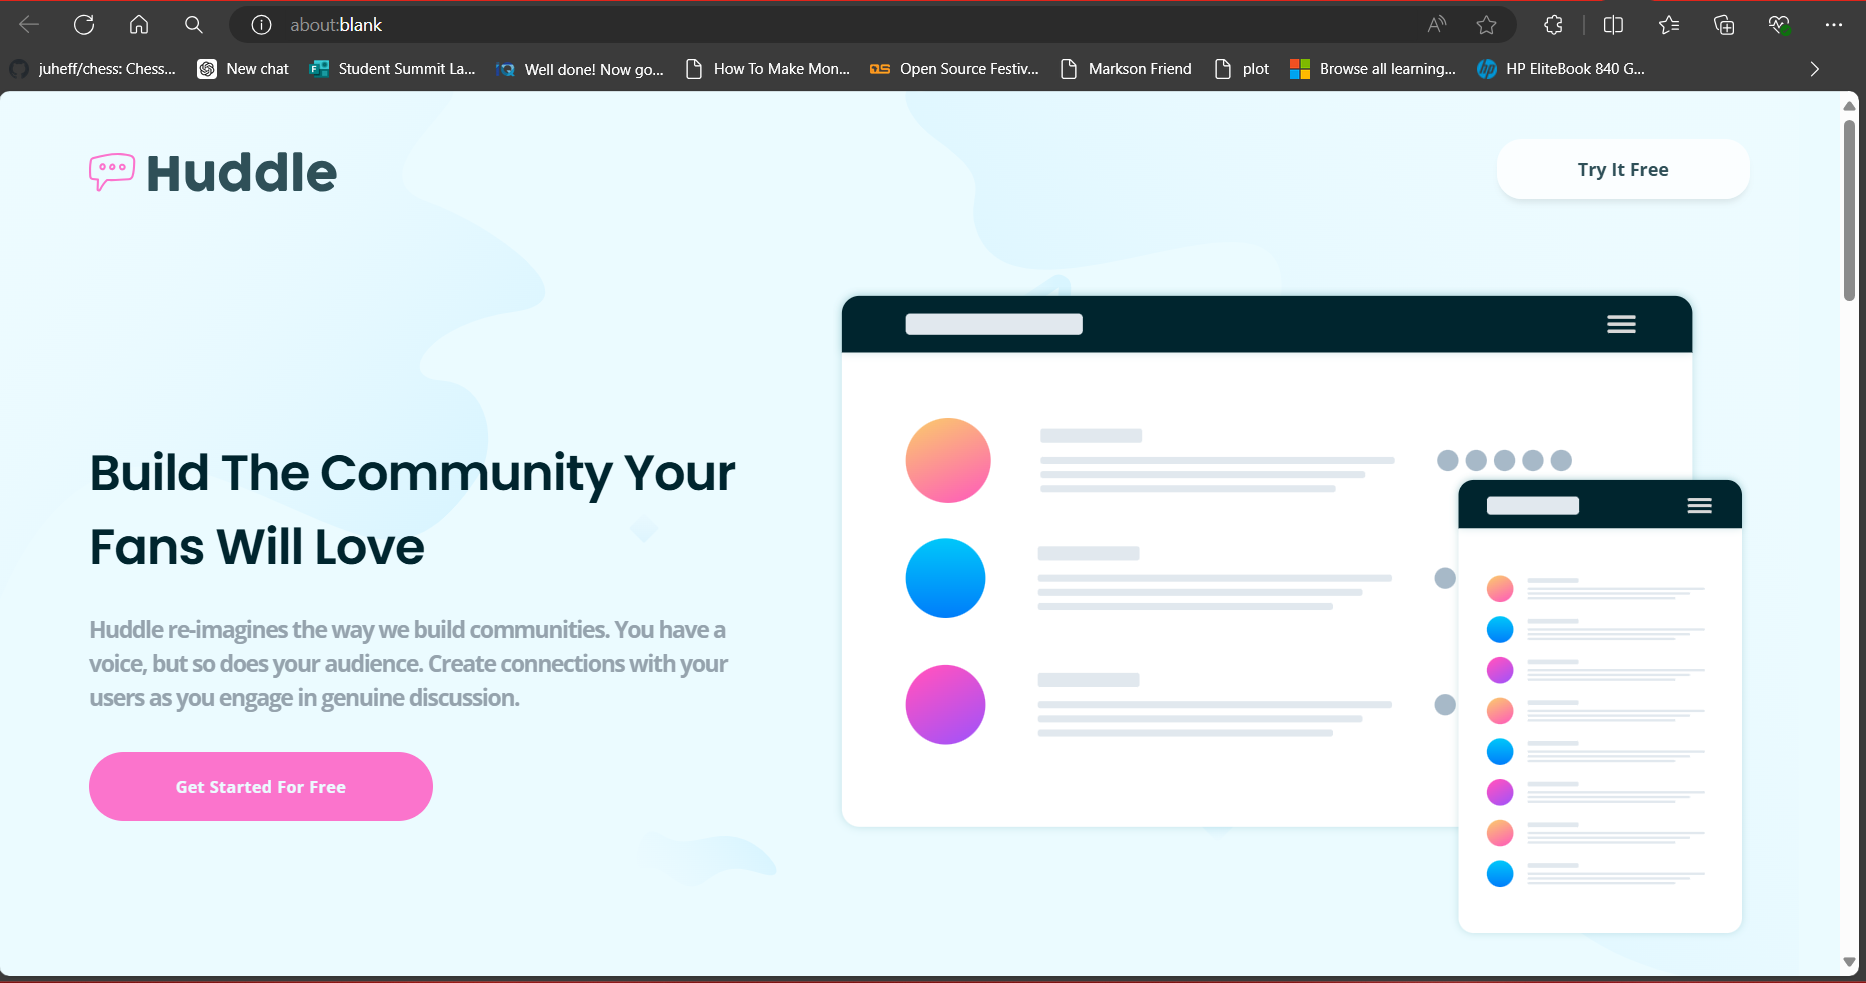 about:blank
juheff/chess: Chess...
New chat
Student Summit La...
Well done! Now go...
How To Make Mon...
Open Source Festiv...
Markson Friend
plot
Browse all learning...
HP EliteBook 840 G...
Huddle
Try It Free
Build The Community Your
Fans Will Love
Huddle re-imagines the way we build communities. You have a
voice, but so does your audience. Create connections with your
users as you engage in genuine discussion.
Get Started For Free